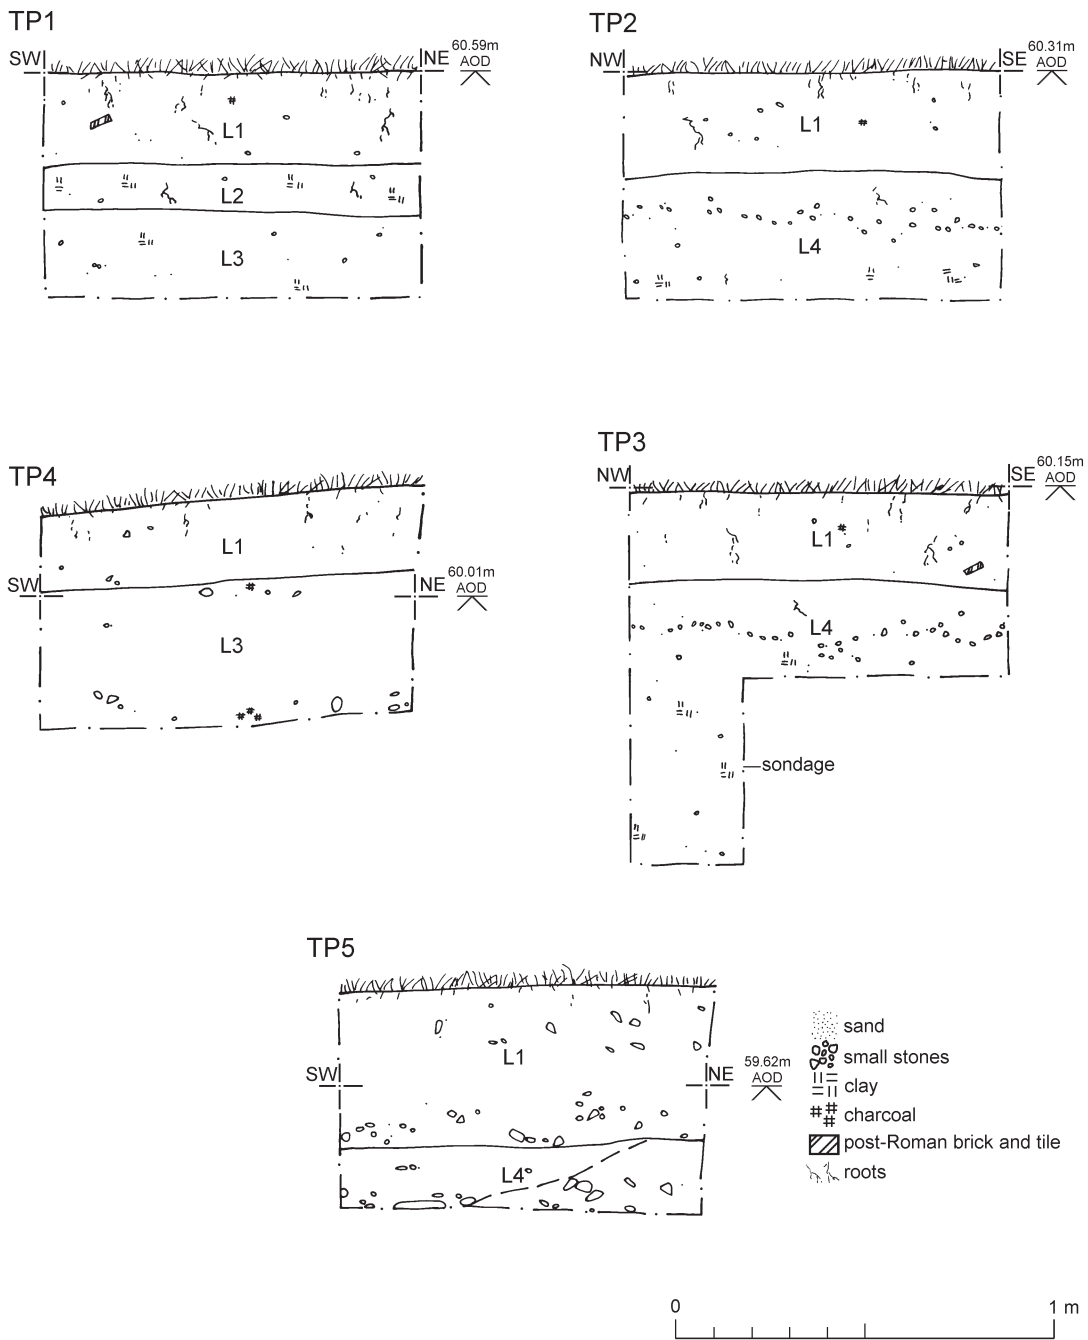 TP1
SW
NE
60.59m
AOD
L1
L2
L3
TP2
NW
SE
60.31m
AOD
L1
L4
TP4
SW
NE
60.01m
AOD
L1
L3
TP3
NW
SE
60.15m
AOD
L1
L4
sondage
TP5
SW
NE
59.62m
AOD
L1
L4
sand
small stones
clay
charcoal
post-Roman brick and tile
roots
0 1 m